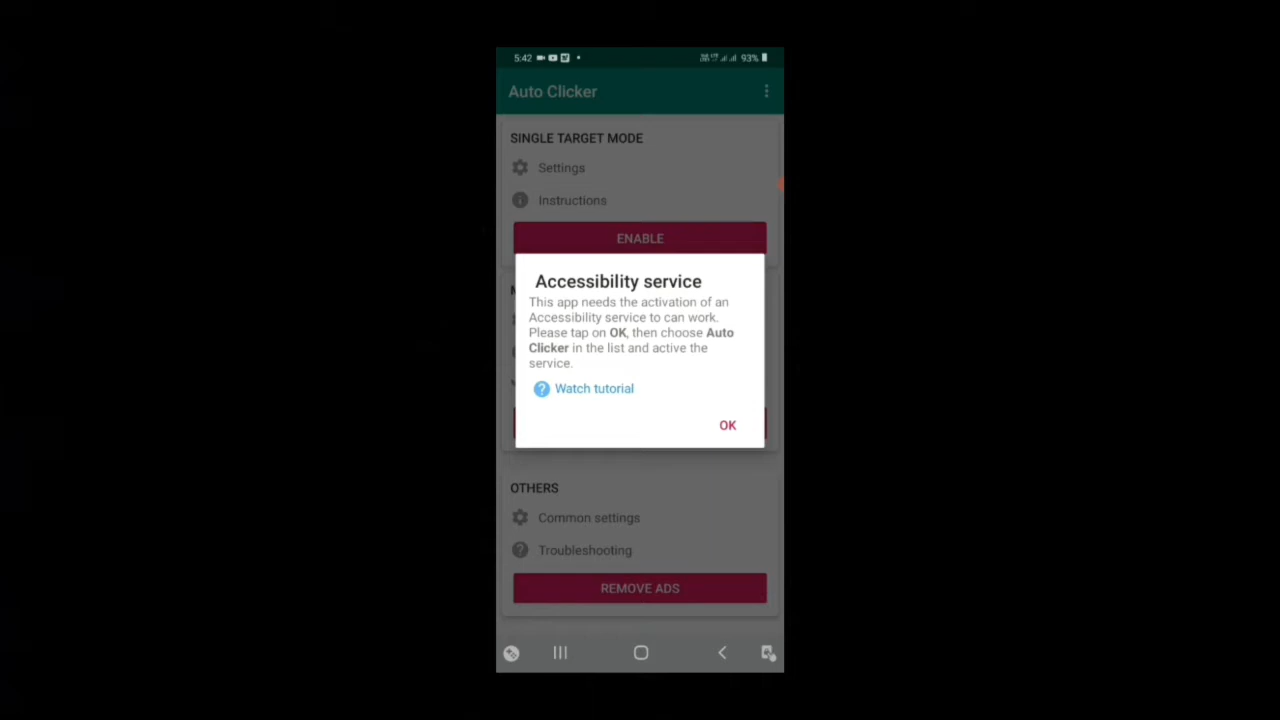 5:42
93%
Auto Clicker
SINGLE TARGET MODE
Settings
Instructions
ENABLE
Accessibility service
This app needs the activation of an
Accessibility service to can work.
Please tap on OK, then choose Auto
Clicker in the list and active the
service.
Watch tutorial
OK
OTHERS
Common settings
Troubleshooting
REMOVE ADS